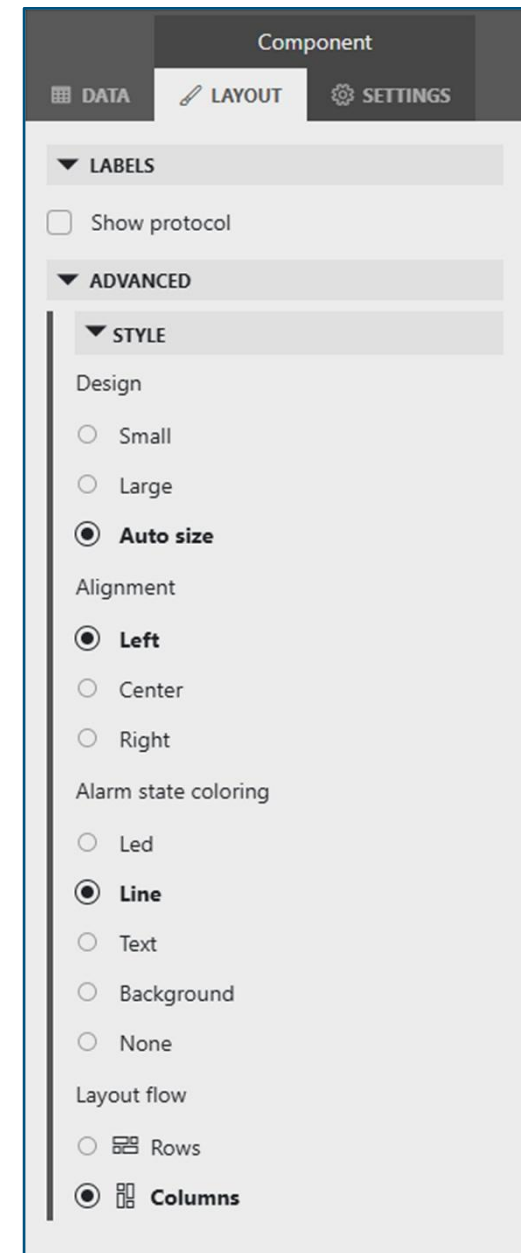 Component
DATA LAYOUT SETTINGS
LABELS
Show protocol
ADVANCED
STYLE
Design
Small
Large
Auto size
Alignment
Left
Center
Right
Alarm state coloring
Led
Line
Text
Background
None
Layout flow
Rows
Columns